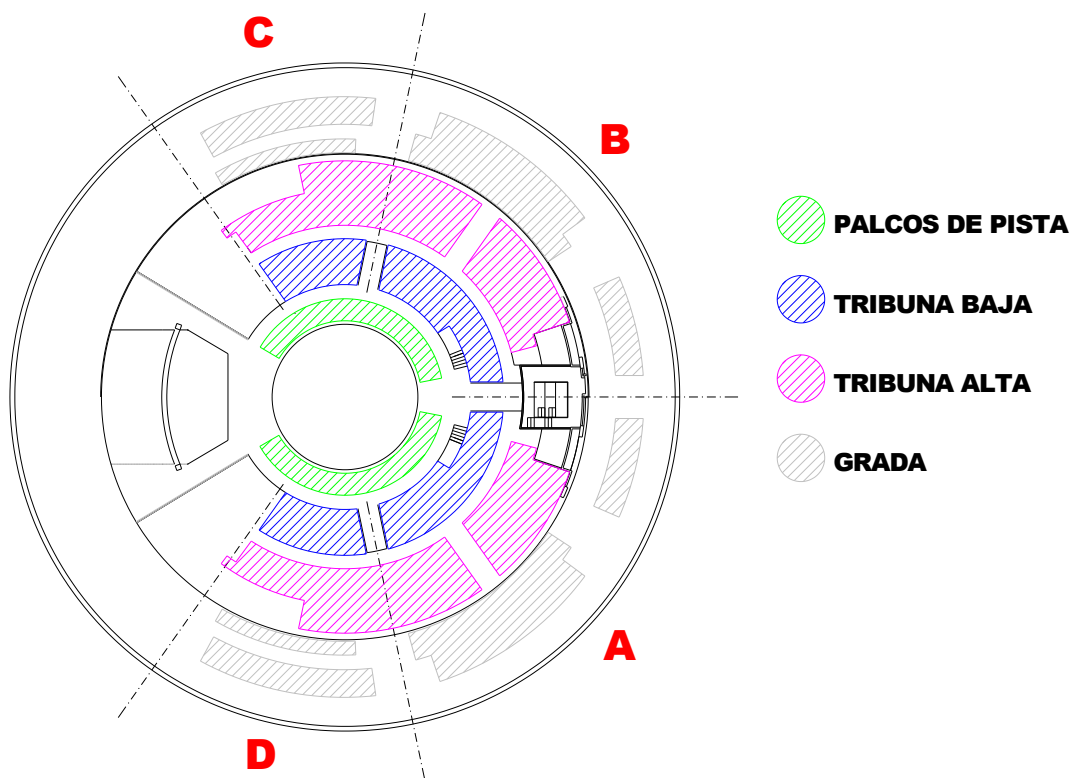 C
B
PALCOS DE PISTA
TRIBUNA BAJA
TRIBUNA ALTA
GRADA
A
D